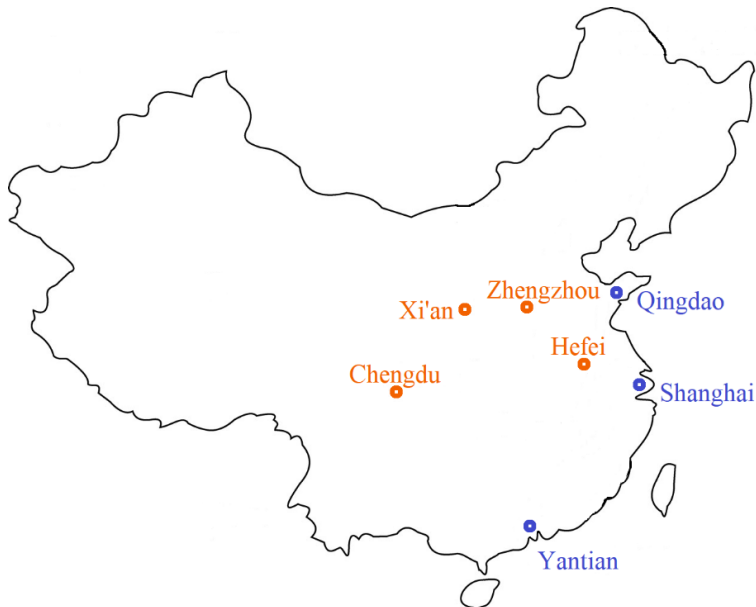 Zhengzhou
Xi'an
Qingdao
Hefei
Chengdu
Shanghai
Yantian